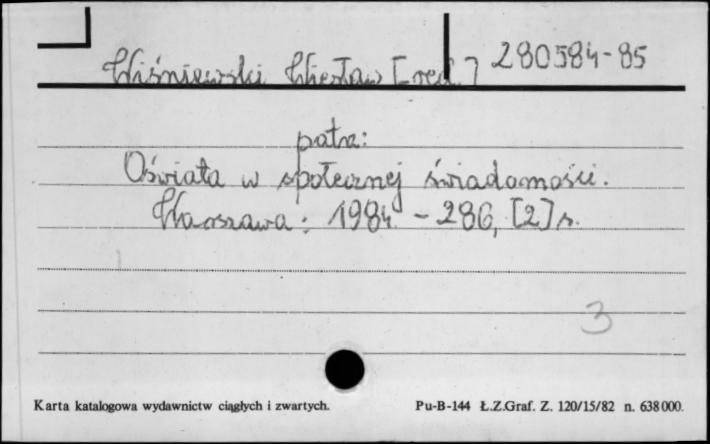 Wiśniewski Wiesław [red.] 280584-85
patrz:
Oświata w społecznej świadomości.
Warszawa: 1984. - 286, [2] s.
3
Karta katalogowa wydawnictw ciągłych i zwartych. Pu-B-144 Ł.Z.Graf. Z. 120/15/82 n. 638000.